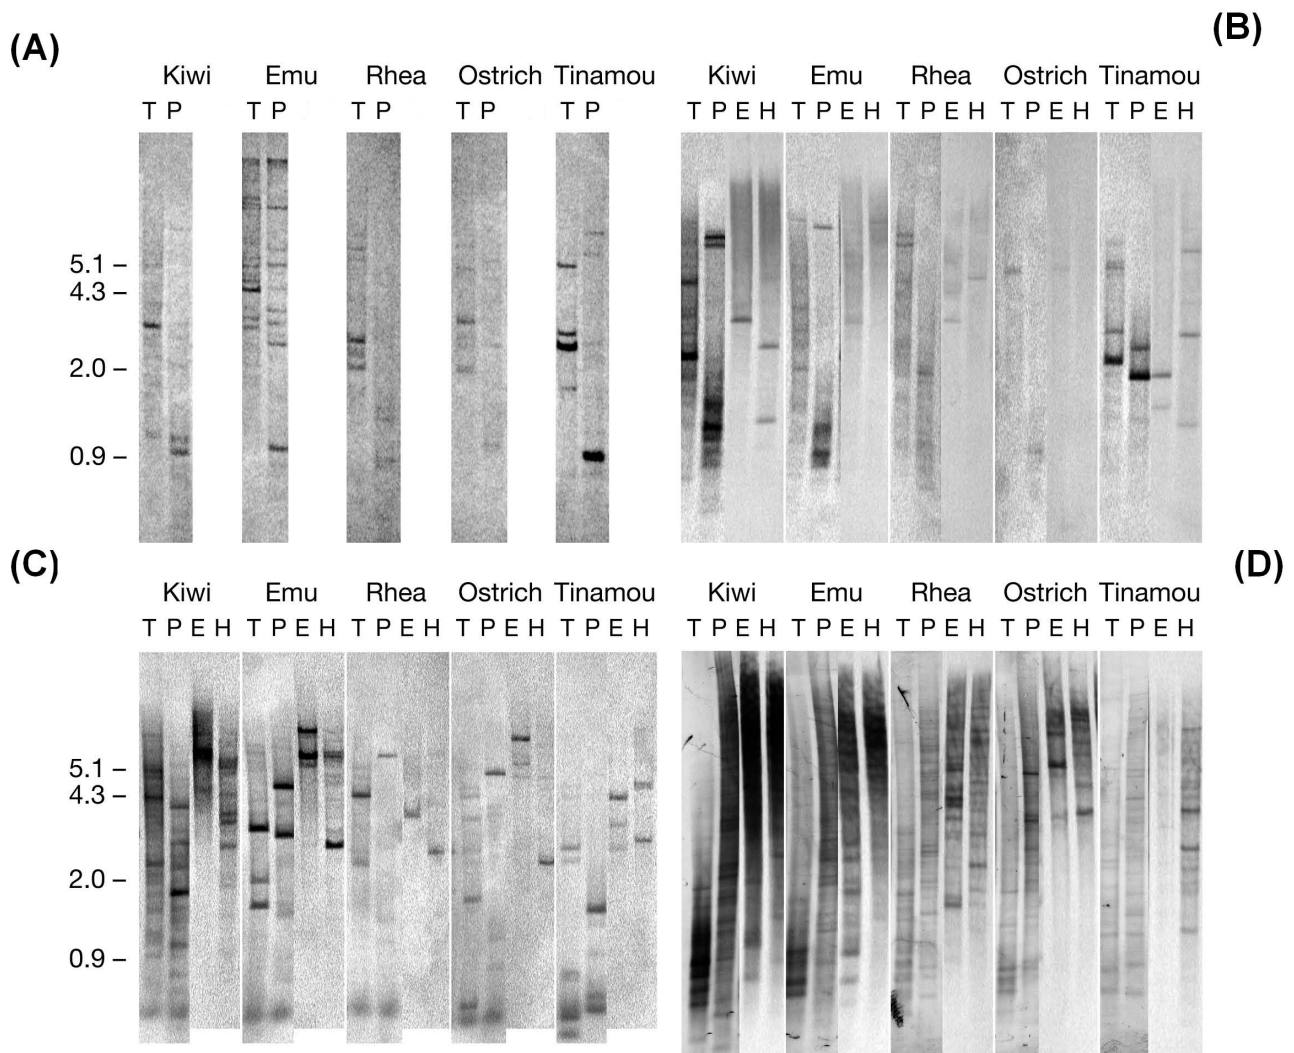 (A)
(B)
Kiwi Emu Rhea Ostrich Tinamou
Kiwi Emu Rhea Ostrich Tinamou
T P T P T P T P T P
T P E H T P E H T P E H T P E H T P E H
5.1 –
4.3 –
2.0 –
0.9 –
(C)
(D)
Kiwi Emu Rhea Ostrich Tinamou
Kiwi Emu Rhea Ostrich Tinamou
T P E H T P E H T P E H T P E H T P E H
T P E H T P E H T P E H T P E H T P E H
5.1 –
4.3 –
2.0 –
0.9 –